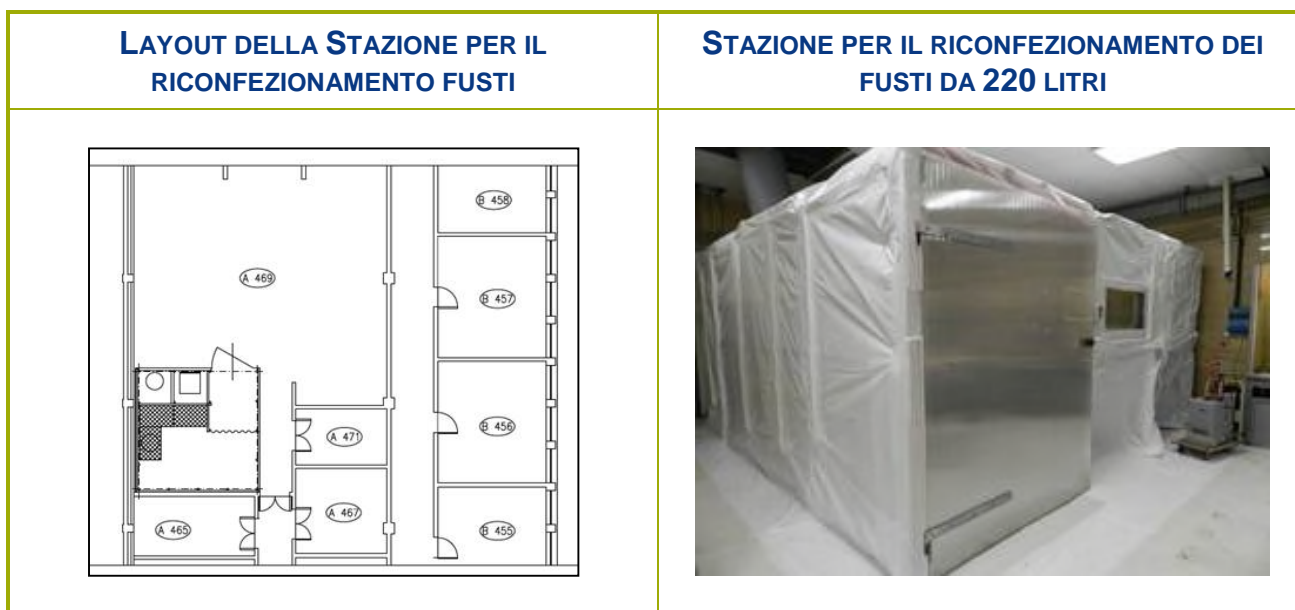 LAYOUT DELLA STAZIONE PER IL
RICONFEZIONAMENTO FUSTI
STAZIONE PER IL RICONFEZIONAMENTO DEI
FUSTI DA 220 LITRI
B 458
A 469
B 457
B 456
A 471
A 467
A 465
B 455